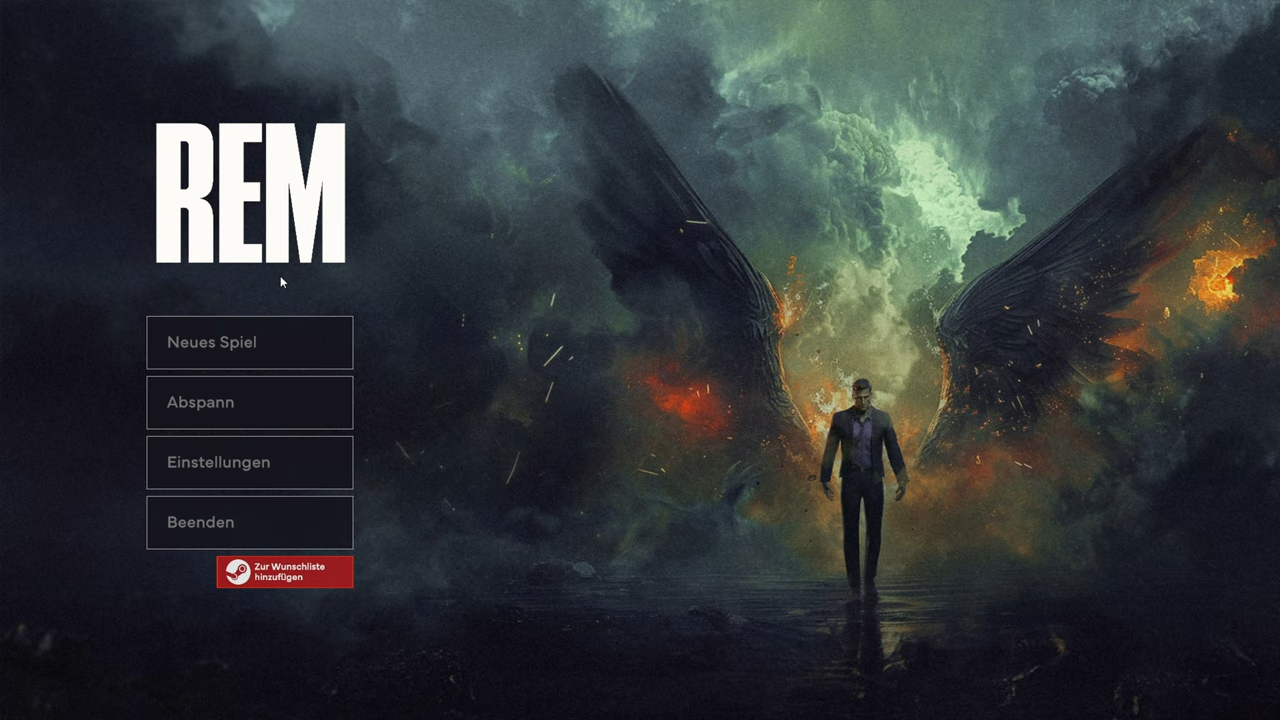 REM
Neues Spiel
Abspann
Einstellungen
Beenden
Zur Wunschliste
hinzufügen